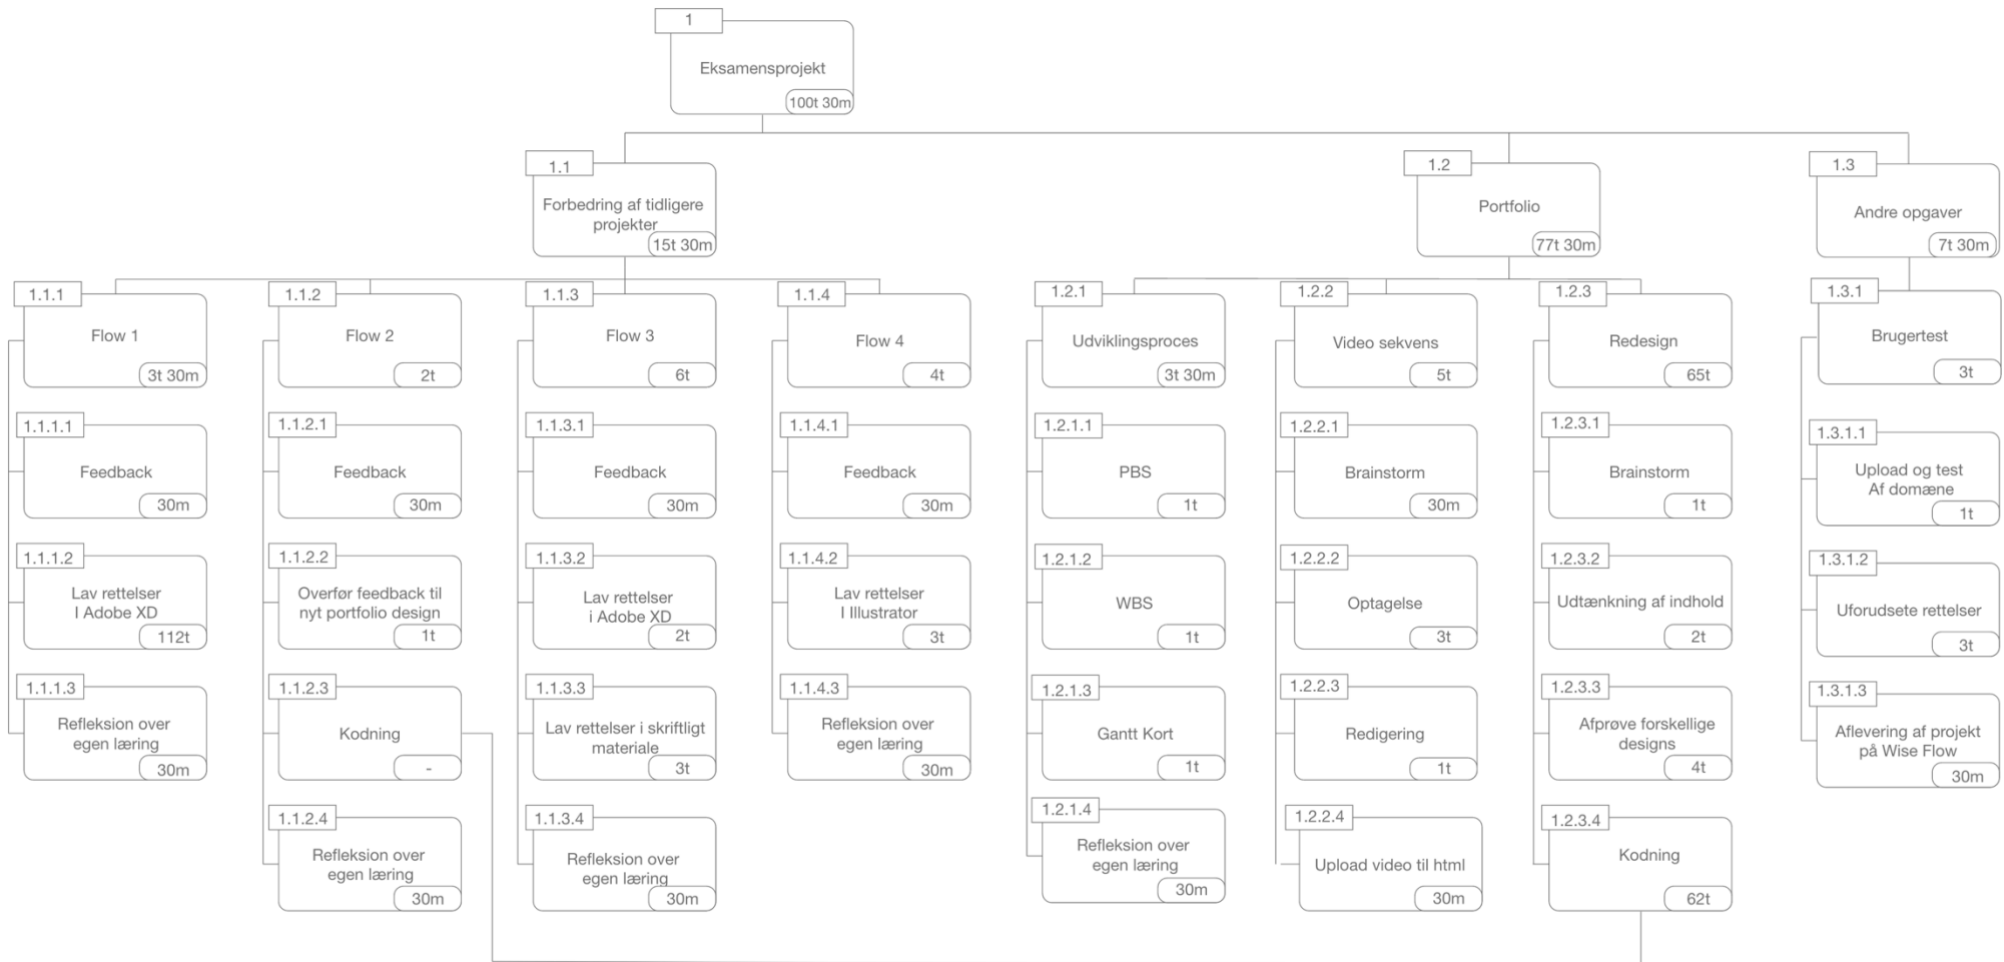 1
Eksamensprojekt
100t 30m
1.1
Forbedring af tidligere
projekter
15t 30m
1.2
Portfolio
77t 30m
1.3
Andre opgaver
7t 30m
1.1.1
Flow 1
3t 30m
1.1.2
Flow 2
2t
1.1.3
Flow 3
6t
1.1.4
Flow 4
4t
1.2.1
Udviklingsproces
3t 30m
1.2.2
Video sekvens
5t
1.2.3
Redesign
65t
1.3.1
Brugertest
3t
1.1.1.1
Feedback
30m
1.1.2.1
Feedback
30m
1.1.3.1
Feedback
30m
1.1.4.1
Feedback
30m
1.2.1.1
PBS
1t
1.2.2.1
Brainstorm
30m
1.2.3.1
Brainstorm
1t
1.3.1.1
Upload og test
Af domæne
1t
1.1.1.2
Lav rettelser
I Adobe XD
112t
1.1.2.2
Overfør feedback til
nyt portfolio design
1t
1.1.3.2
Lav rettelser
i Adobe XD
2t
1.1.4.2
Lav rettelser
I Illustrator
3t
1.2.1.2
WBS
1t
1.2.2.2
Optagelse
3t
1.2.3.2
Udtænkning af indhold
2t
1.3.1.2
Uforudsete rettelser
3t
1.1.1.3
Refleksion over
egen læring
30m
1.1.2.3
Kodning
-
1.1.3.3
Lav rettelser i skriftligt
materiale
3t
1.1.4.3
Refleksion over
egen læring
30m
1.2.1.3
Gantt Kort
1t
1.2.2.3
Redigering
1t
1.2.3.3
Afprøve forskellige
designs
4t
1.3.1.3
Aflevering af projekt
på Wise Flow
30m
1.1.2.4
Refleksion over
egen læring
30m
1.1.3.4
Refleksion over
egen læring
30m
1.2.1.4
Refleksion over
egen læring
30m
1.2.2.4
Upload video til html
30m
1.2.3.4
Kodning
62t